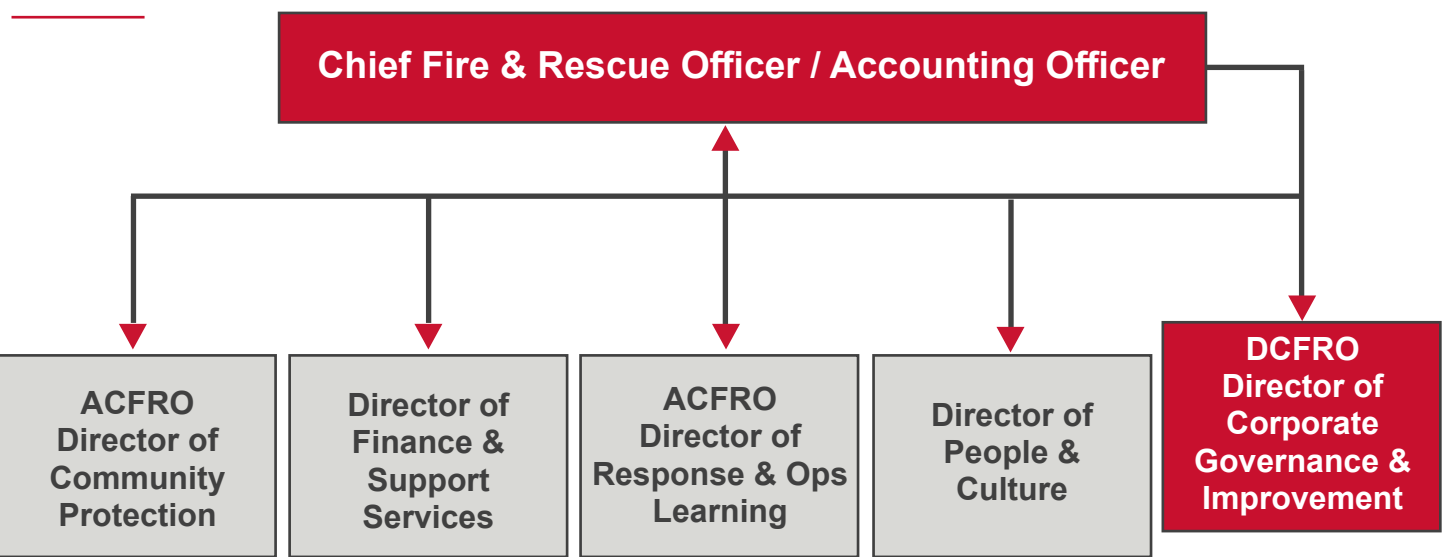 Chief Fire & Rescue Officer / Accounting Officer
ACFRO
Director of
Community
Protection
Director of
Finance &
Support
Services
ACFRO
Director of
Response & Ops
Learning
Director of
People &
Culture
DCFRO
Director of
Corporate
Governance &
Improvement